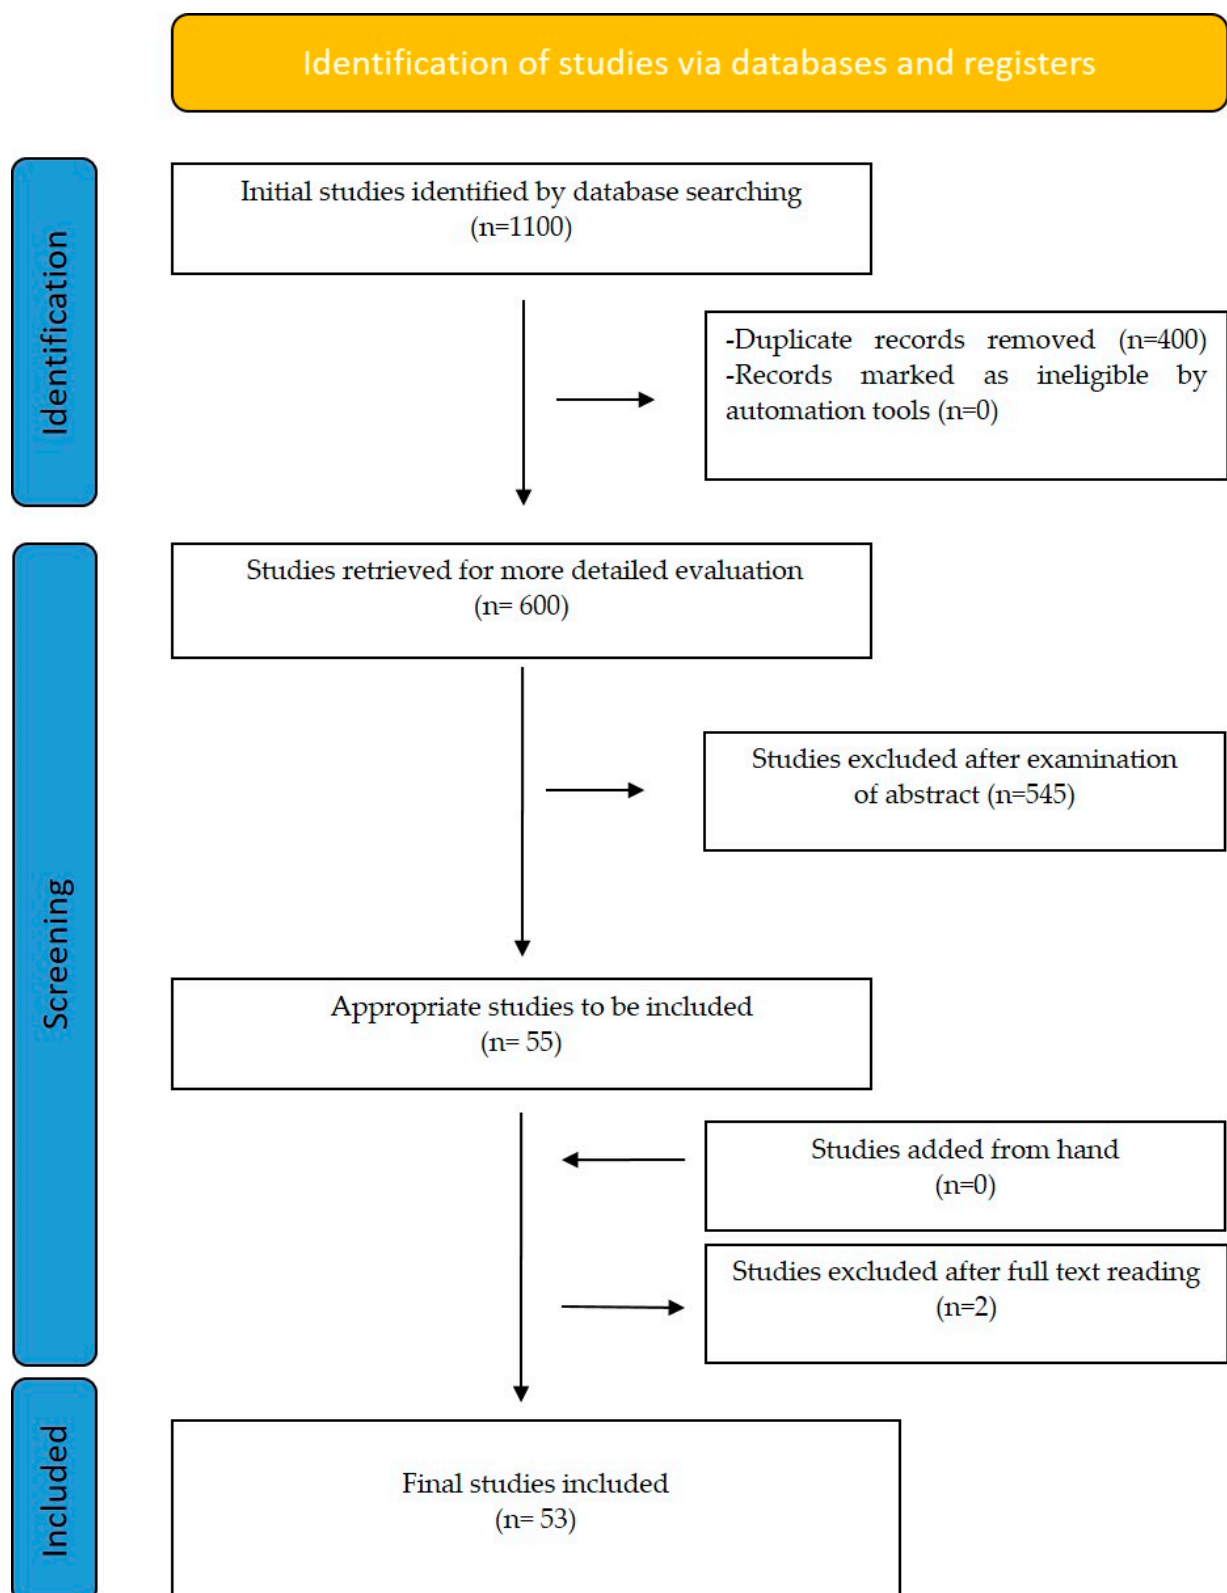 Identification of studies via databases and registers
Identification
Initial studies identified by database searching
(n=1100)
-Duplicate records removed (n=400)
-Records marked as ineligible by
automation tools (n=0)
Screening
Studies retrieved for more detailed evaluation
(n= 600)
Studies excluded after examination
of abstract (n=545)
Appropriate studies to be included
(n= 55)
Studies added from hand
(n=0)
Studies excluded after full text reading
(n=2)
Included
Final studies included
(n= 53)